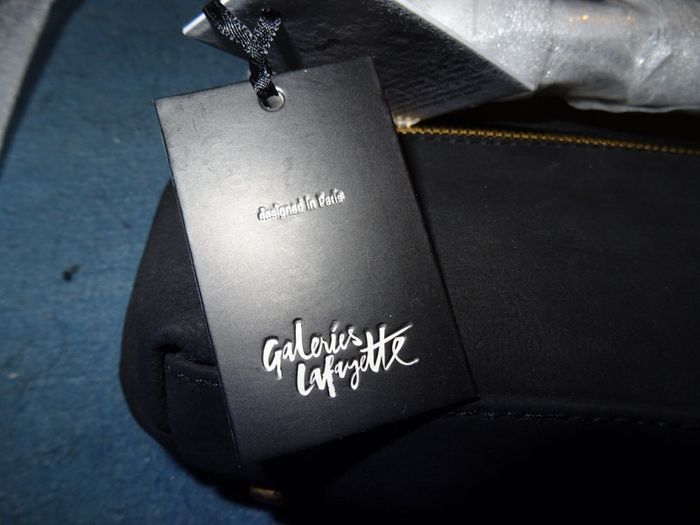 designed in Paris
Galeries
Lafayette